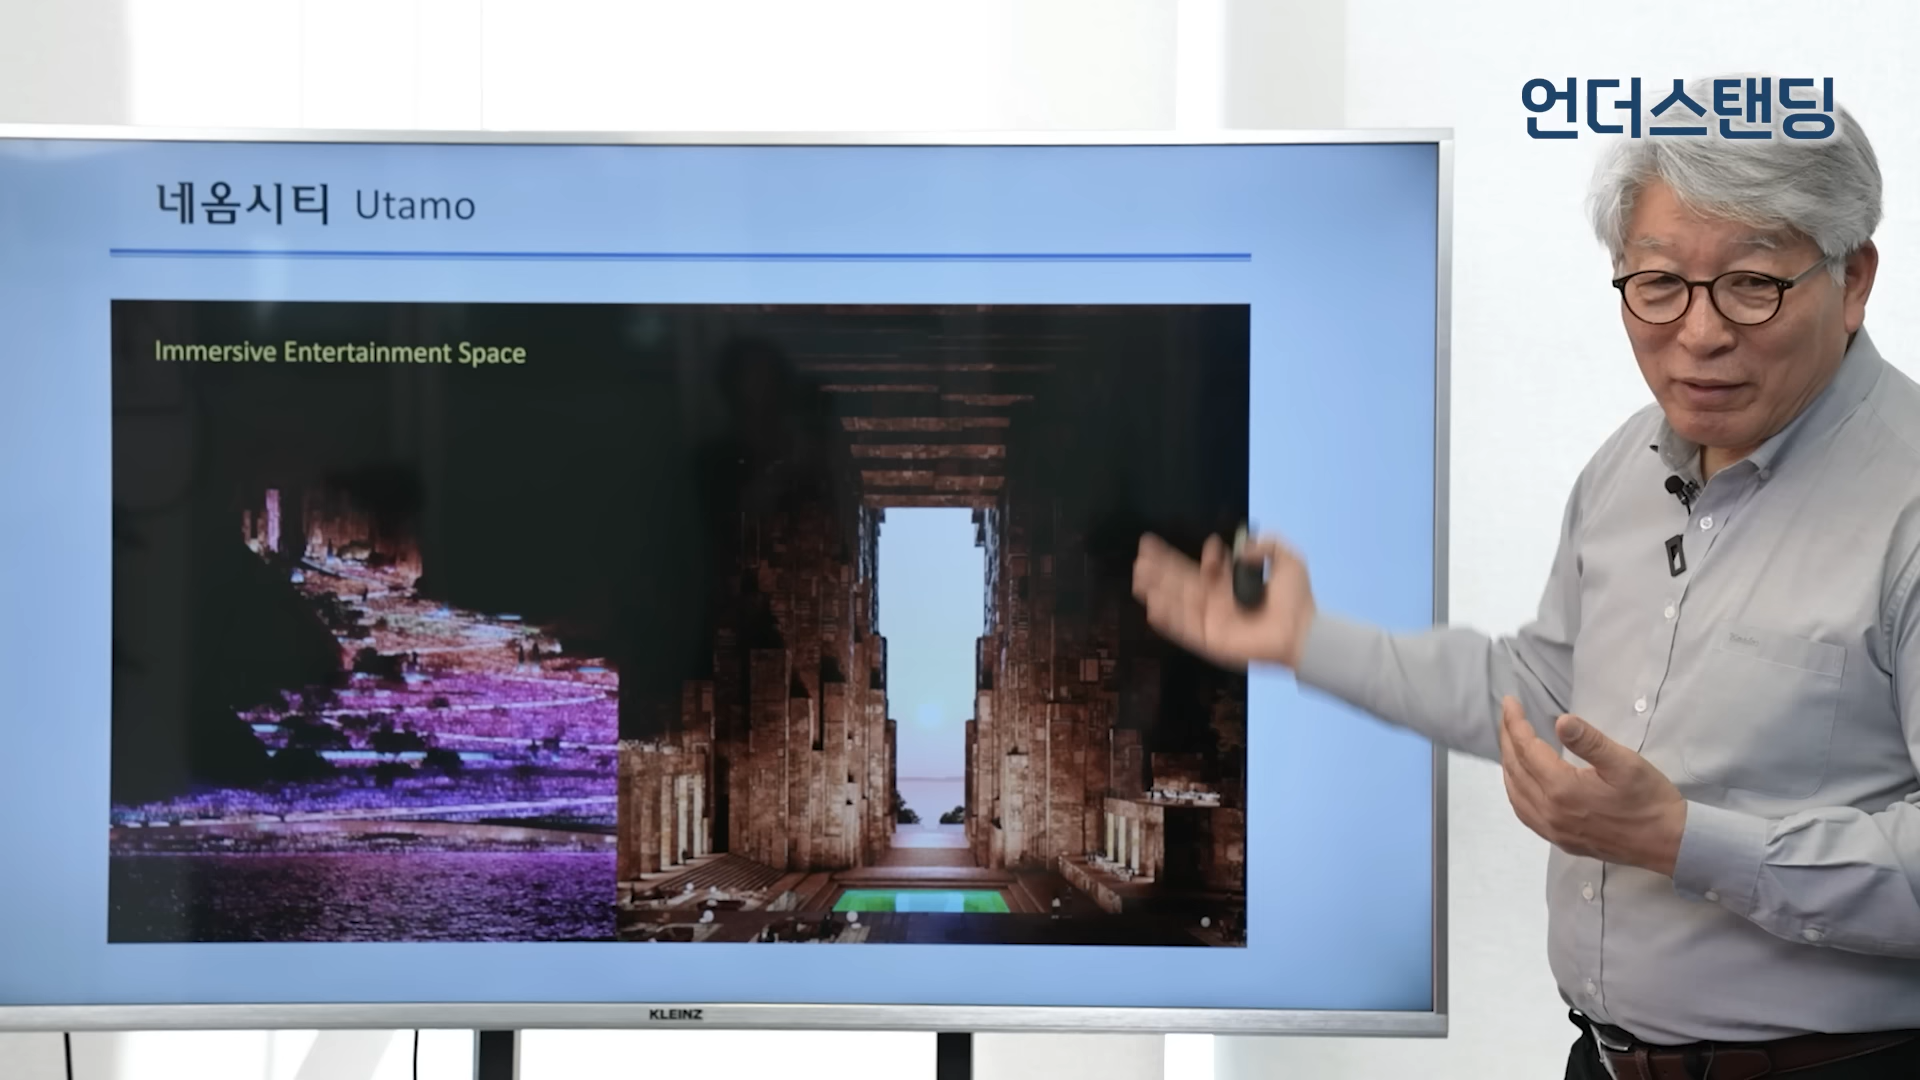 언더스탠딩
네옴시티 Utamo
Immersive Entertainment Space
KLEINZ